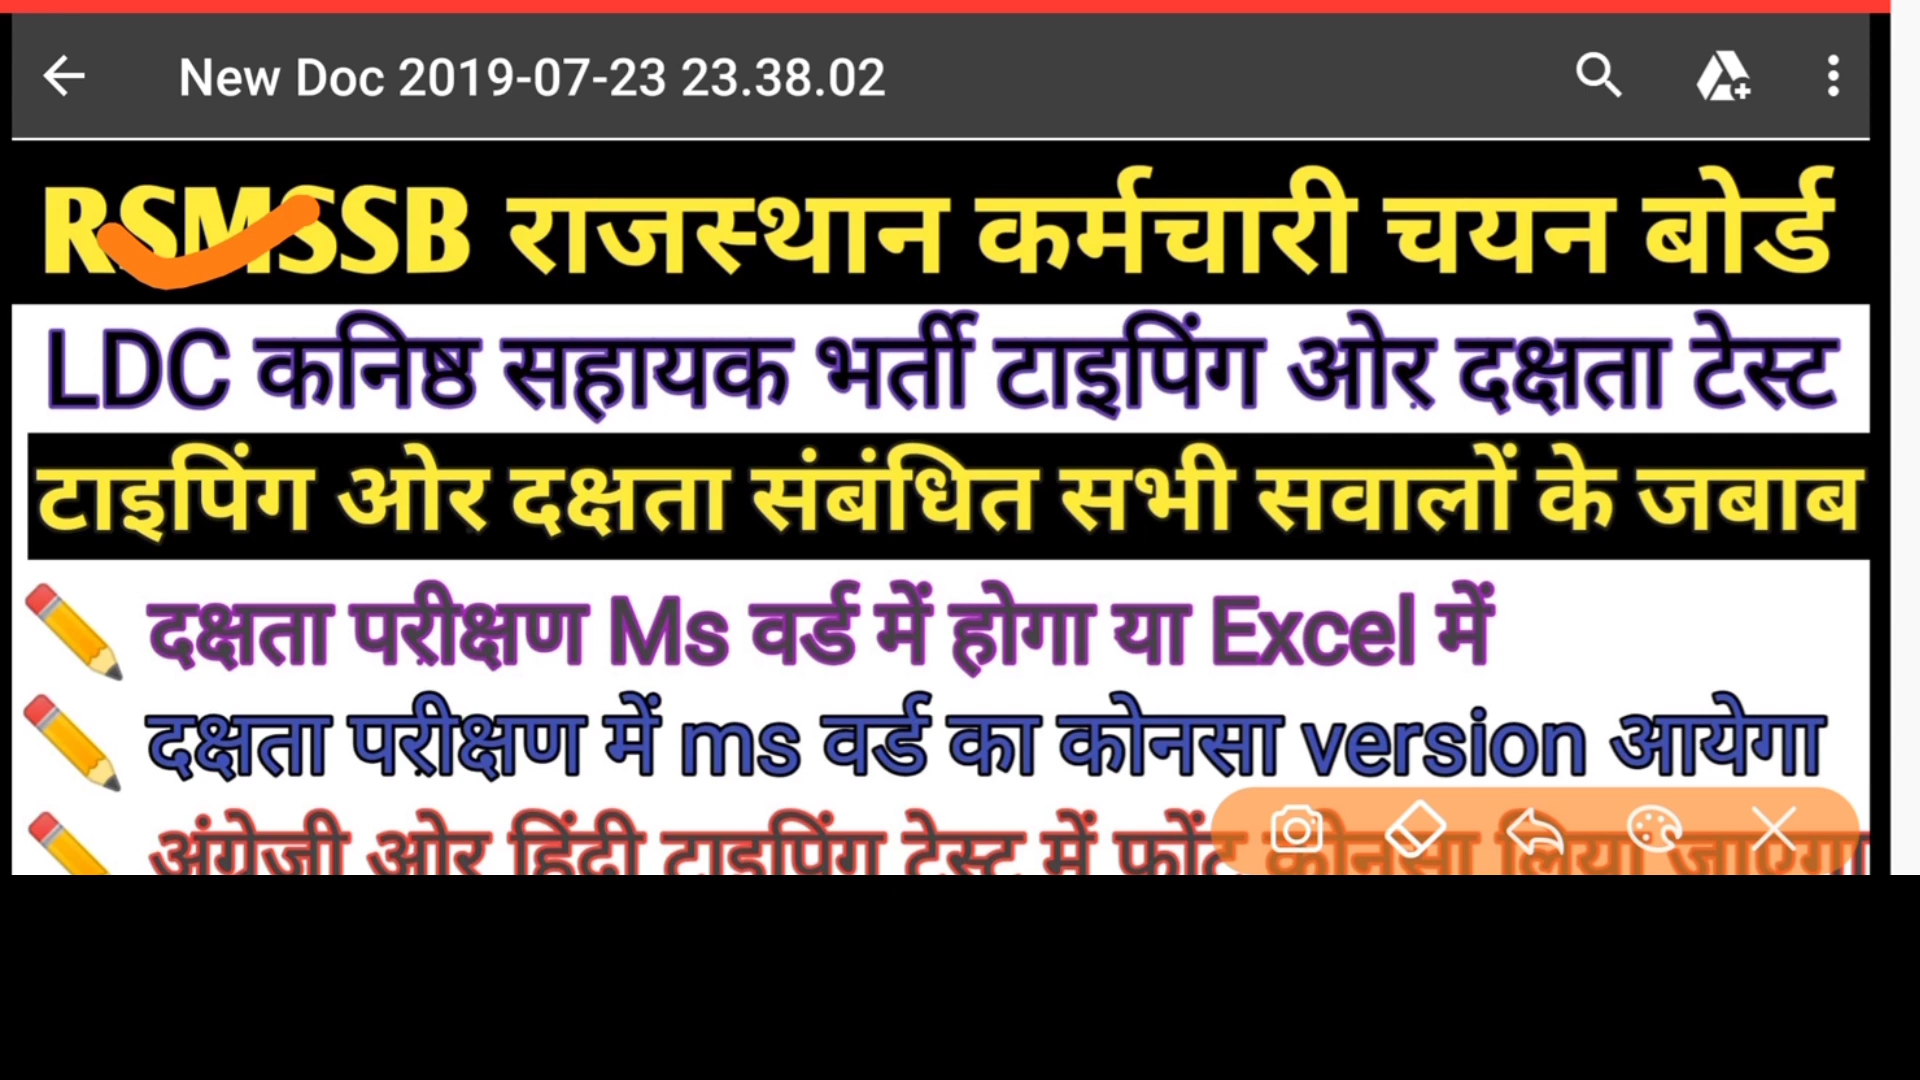 New Doc 2019-07-23 23.38.02
RSMSSB राजस्थान कर्मचारी चयन बोर्ड
LDC कनिष्ठ सहायक भर्ती टाइपिंग ओर दक्षता टेस्ट
टाइपिंग ओर दक्षता संबंधित सभी सवालों के जबाब
✏️ दक्षता परीक्षण Ms वर्ड में होगा या Excel में
✏️ दक्षता परीक्षण में ms वर्ड का कोनसा version आयेगा
✏️ अंग्रेजी ओर हिंदी टाइपिंग टेस्ट में फोंट कोनसा लिया जाएगा